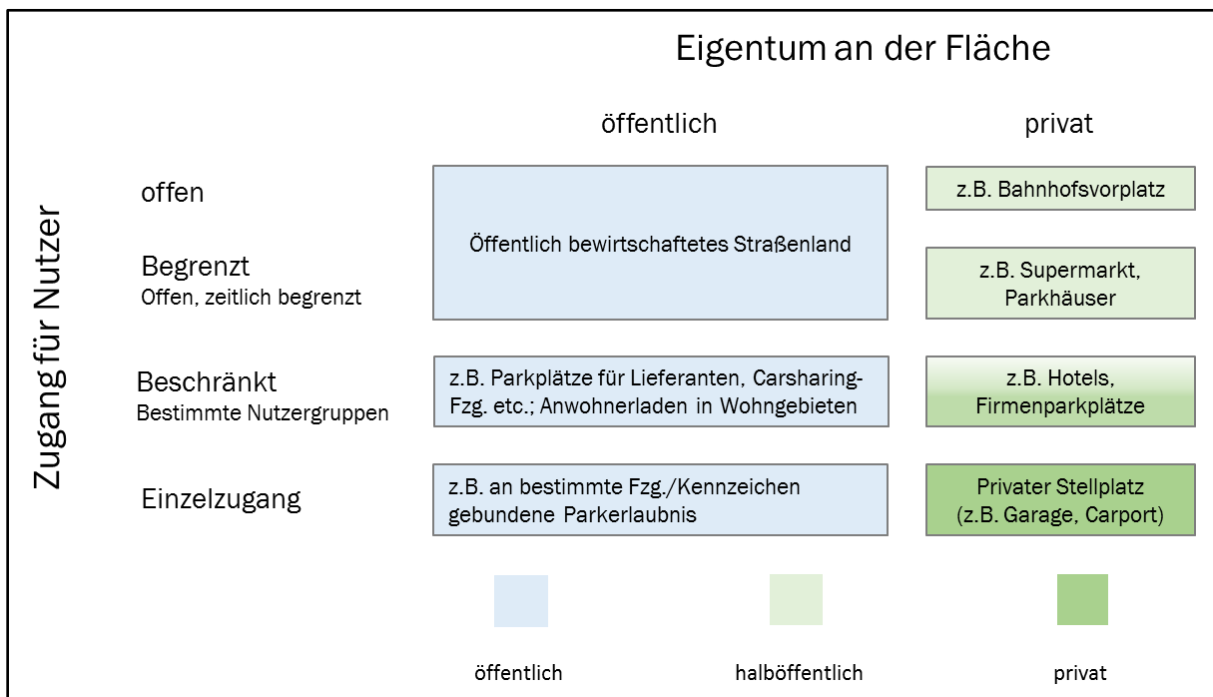 Eigentum an der Fläche
öffentlich
privat
Zugang für Nutzer
offen
Öffentlich bewirtschaftetes Straßenland
z.B. Bahnhofsvorplatz
Begrenzt
Offen, zeitlich begrenzt
z.B. Supermarkt,
Parkhäuser
Beschränkt
Bestimmte Nutzergruppen
z.B. Parkplätze für Lieferanten, Carsharing-
Fzg. etc.; Anwohnerladen in Wohngebieten
z.B. Hotels,
Firmenparkplätze
Einzelzugang
z.B. an bestimmte Fzg./Kennzeichen
gebundene Parkerlaubnis
Privater Stellplatz
(z.B. Garage, Carport)
öffentlich
halböffentlich
privat